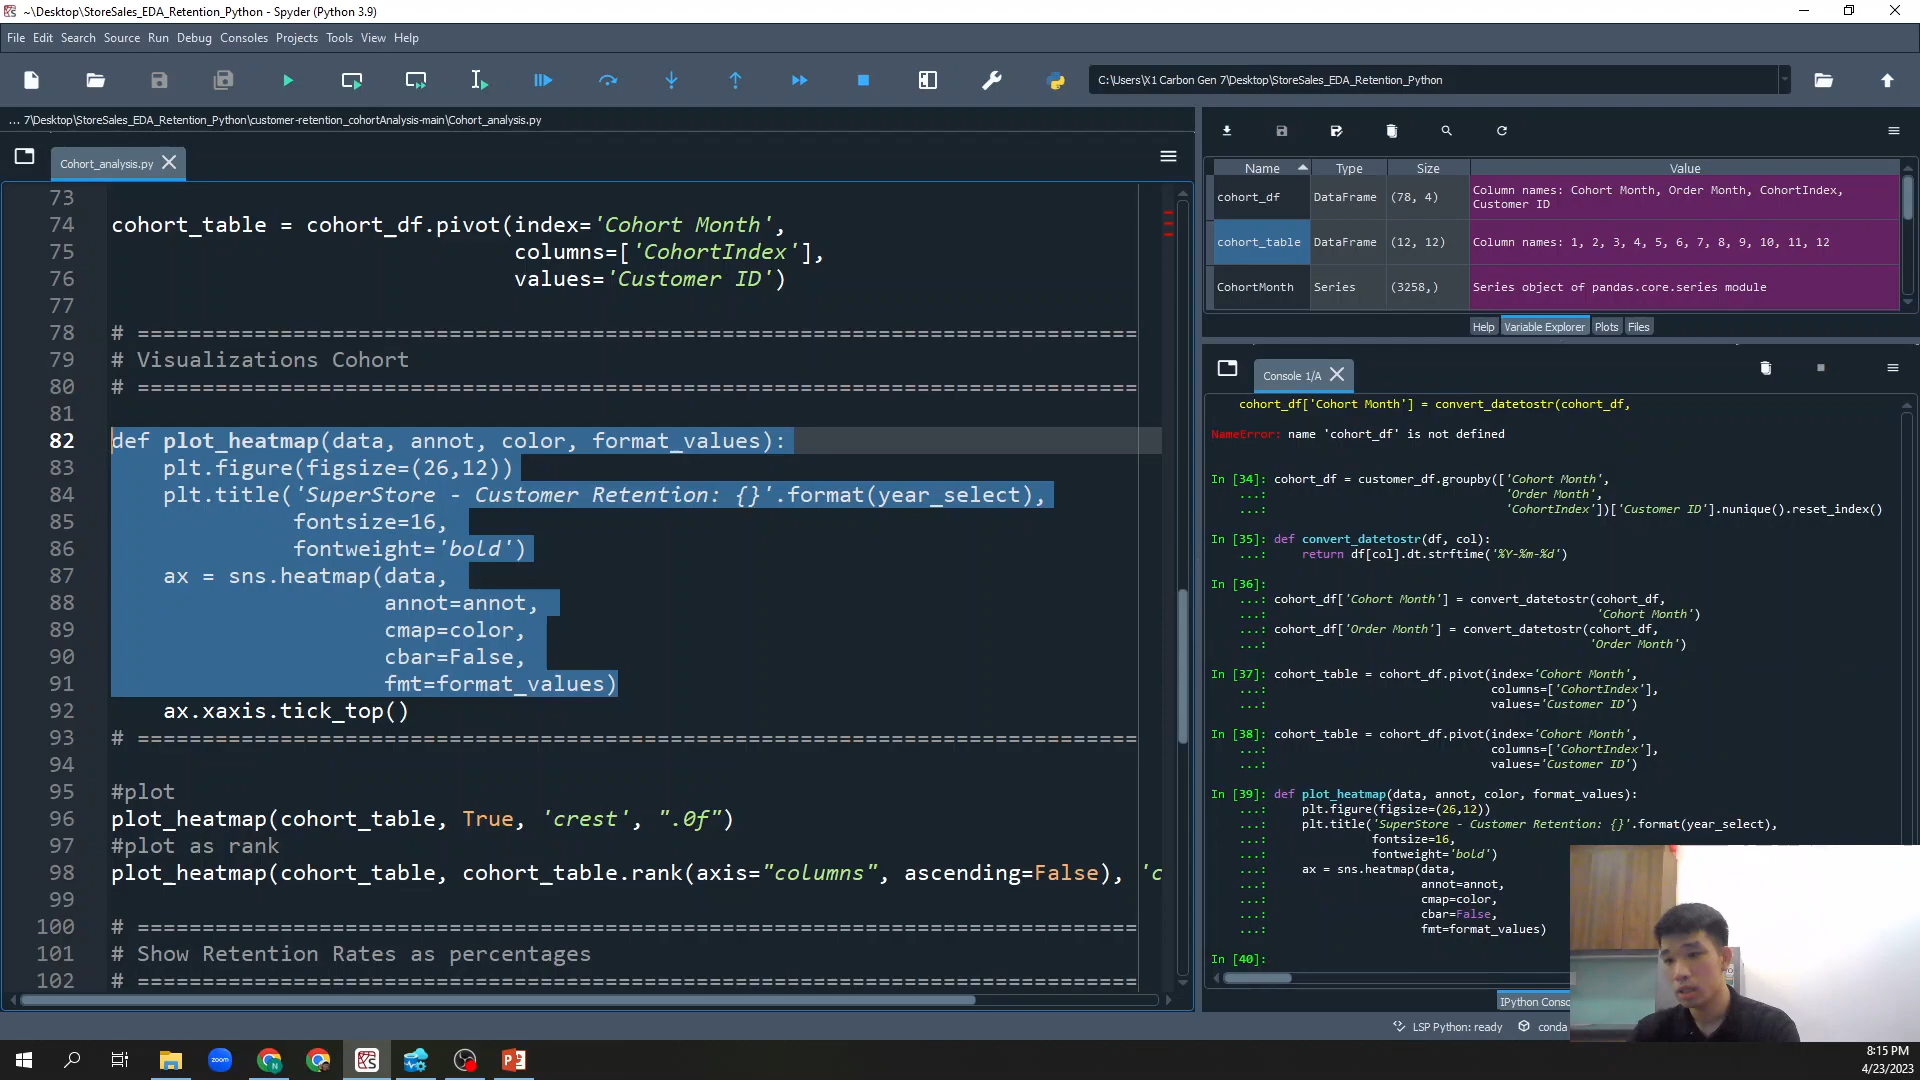 ~\Desktop\StoreSales_EDA_Retention_Python - Spyder (Python 3.9)
File Edit Search Source Run Debug Consoles Projects Tools View Help
C:\Users\X1 Carbon Gen 7\Desktop\StoreSales_EDA_Retention_Python
... 7\Desktop\StoreSales_EDA_Retention_Python\customer-retention_cohortAnalysis-main\Cohort_analysis.py
Cohort_analysis.py
73
74 cohort_table = cohort_df.pivot(index='Cohort Month',
75 columns=['CohortIndex'],
76 values='Customer ID')
77
78 # =============================================================================
79 # Visualizations Cohort
80 # =============================================================================
81
82 def plot_heatmap(data, annot, color, format_values):
83 plt.figure(figsize=(26,12))
84 plt.title('SuperStore - Customer Retention: {}'.format(year_select),
85 fontsize=16,
86 fontweight='bold')
87 ax = sns.heatmap(data,
88 annot=annot,
89 cmap=color,
90 cbar=False,
91 fmt=format_values)
92 ax.xaxis.tick_top()
93 # =============================================================================
94
95 #plot
96 plot_heatmap(cohort_table, True, 'crest', ".0f")
97 #plot as rank
98 plot_heatmap(cohort_table, cohort_table.rank(axis="columns", ascending=False), 'c
99
100 # =============================================================================
101 # Show Retention Rates as percentages
102 # =============================================================================
Name Type Size Value
cohort_df DataFrame (78, 4) Column names: Cohort Month, Order Month, CohortIndex,
Customer ID
cohort_table DataFrame (12, 12) Column names: 1, 2, 3, 4, 5, 6, 7, 8, 9, 10, 11, 12
CohortMonth Series (3258,) Series object of pandas.core.series module
Help Variable Explorer Plots Files
Console 1/A
cohort_df['Cohort Month'] = convert_datetostr(cohort_df,
NameError: name 'cohort_df' is not defined
In [34]: cohort_df = customer_df.groupby(['Cohort Month',
...: 'Order Month',
...: 'CohortIndex'])['Customer ID'].nunique().reset_index()
In [35]: def convert_datetostr(df, col):
...: return df[col].dt.strftime('%Y-%m-%d')
In [36]:
...: cohort_df['Cohort Month'] = convert_datetostr(cohort_df,
...: 'Cohort Month')
...: cohort_df['Order Month'] = convert_datetostr(cohort_df,
...: 'Order Month')
In [37]: cohort_table = cohort_df.pivot(index='Cohort Month',
...: columns=['CohortIndex'],
...: values='Customer ID')
In [38]: cohort_table = cohort_df.pivot(index='Cohort Month',
...: columns=['CohortIndex'],
...: values='Customer ID')
In [39]: def plot_heatmap(data, annot, color, format_values):
...: plt.figure(figsize=(26,12))
...: plt.title('SuperStore - Customer Retention: {}'.format(year_select),
...: fontsize=16,
...: fontweight='bold')
...: ax = sns.heatmap(data,
...: annot=annot,
...: cmap=color,
...: cbar=False,
...: fmt=format_values)
In [40]:
IPython Conso
LSP Python: ready conda
zoom
8:15 PM
4/23/2023